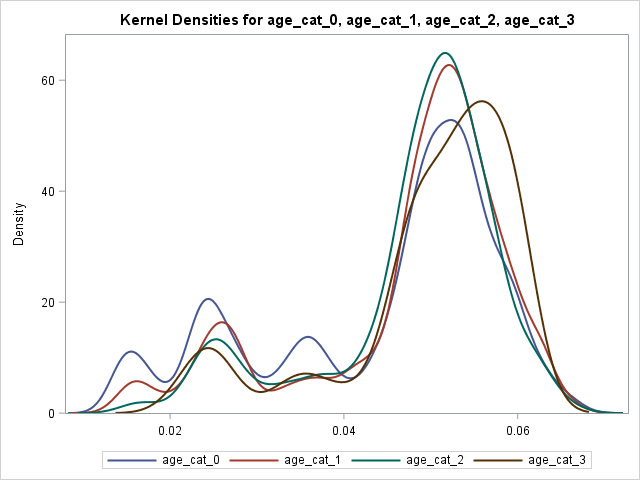 Kernel Densities for age_cat_0, age_cat_1, age_cat_2, age_cat_3
60
40
20
0
Density
0.02 0.04 0.06
age_cat_0 age_cat_1 age_cat_2 age_cat_3